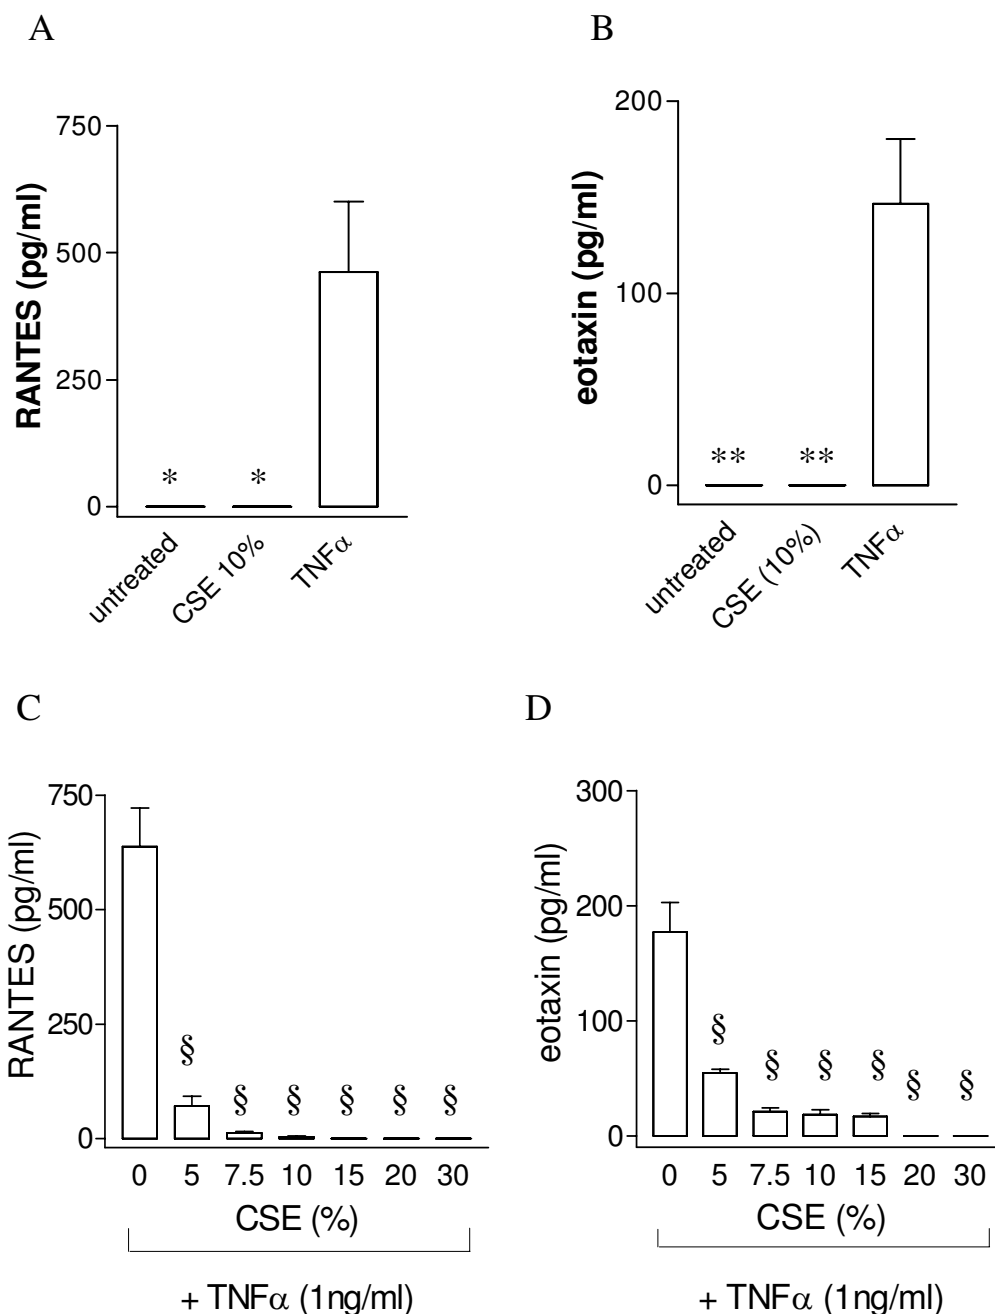 A
RANTES (pg/ml)
750
500
250
0
* *
untreated
CSE 10%
TNFα
B
eotaxin (pg/ml)
200
100
0
** **
untreated
CSE (10%)
TNFα
C
RANTES (pg/ml)
750
500
250
0
§ § § § § §
0 5 7.5 10 15 20 30
CSE (%)
+ TNFα (1ng/ml)
D
eotaxin (pg/ml)
300
200
100
0
§ § § § § §
0 5 7.5 10 15 20 30
CSE (%)
+ TNFα (1ng/ml)